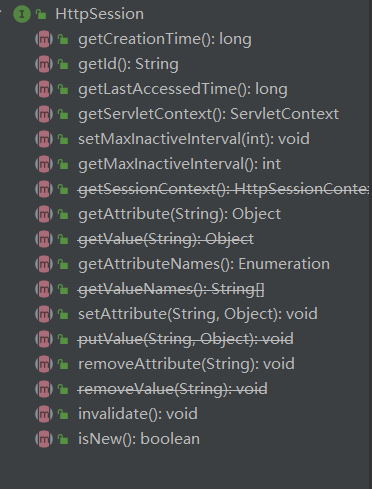 HttpSession
getCreationTime(): long
getId(): String
getLastAccessedTime(): long
getServletContext(): ServletContext
setMaxInactiveInterval(int): void
getMaxInactiveInterval(): int
getSessionContext(): HttpSessionConte
getAttribute(String): Object
getValue(String): Object
getAttributeNames(): Enumeration
getValueNames(): String[]
setAttribute(String, Object): void
putValue(String, Object): void
removeAttribute(String): void
removeValue(String): void
invalidate(): void
isNew(): boolean